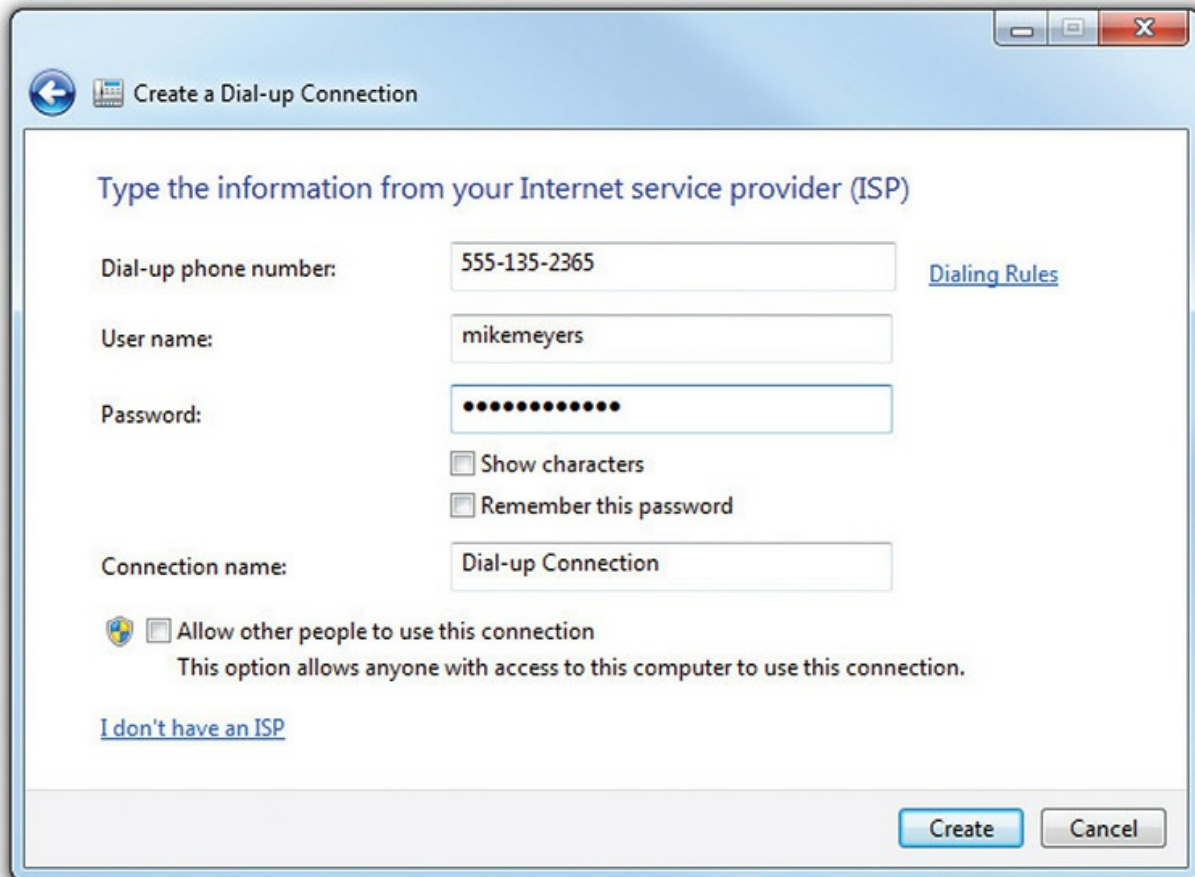 Create a Dial-up Connection
Type the information from your Internet service provider (ISP)
Dial-up phone number: 555-135-2365 Dialing Rules
User name: mikemeyers
Password: ••••••••••••
Show characters
Remember this password
Connection name: Dial-up Connection
Allow other people to use this connection
This option allows anyone with access to this computer to use this connection.
I don't have an ISP
Create Cancel